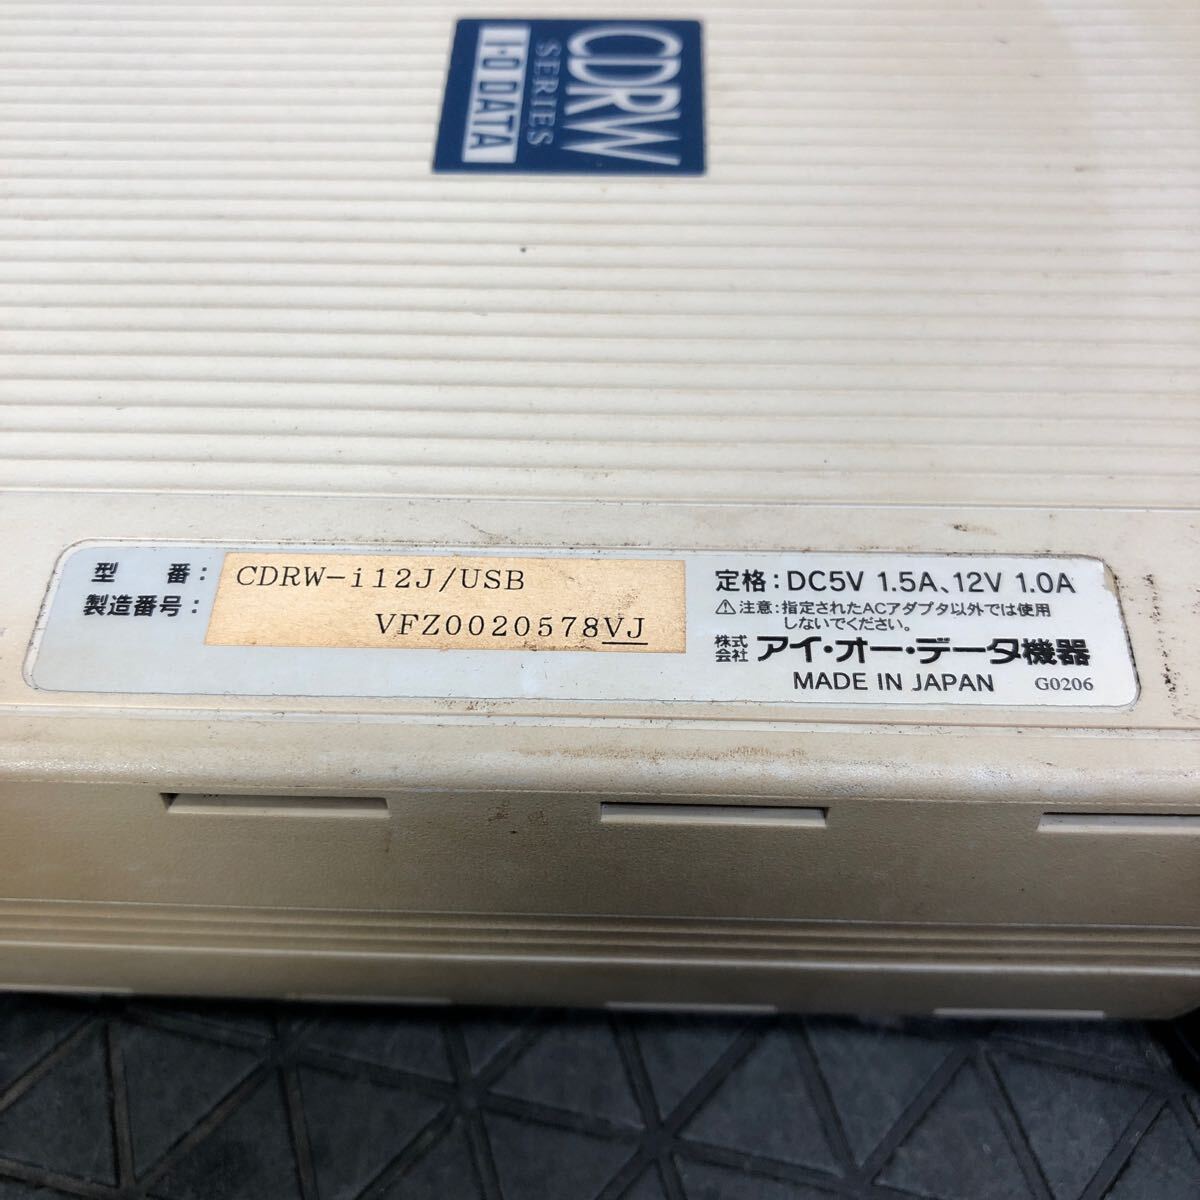 CDRW
SERIES
I-O DATA
型　番: CDRW-i12J/USB
製造番号: VFZ0020578VJ
定格:DC5V 1.5A、12V 1.0A
⚠注意:指定されたACアダプタ以外では使用
しないでください。
株式会社 アイ・オー・データ機器
MADE IN JAPAN G0206